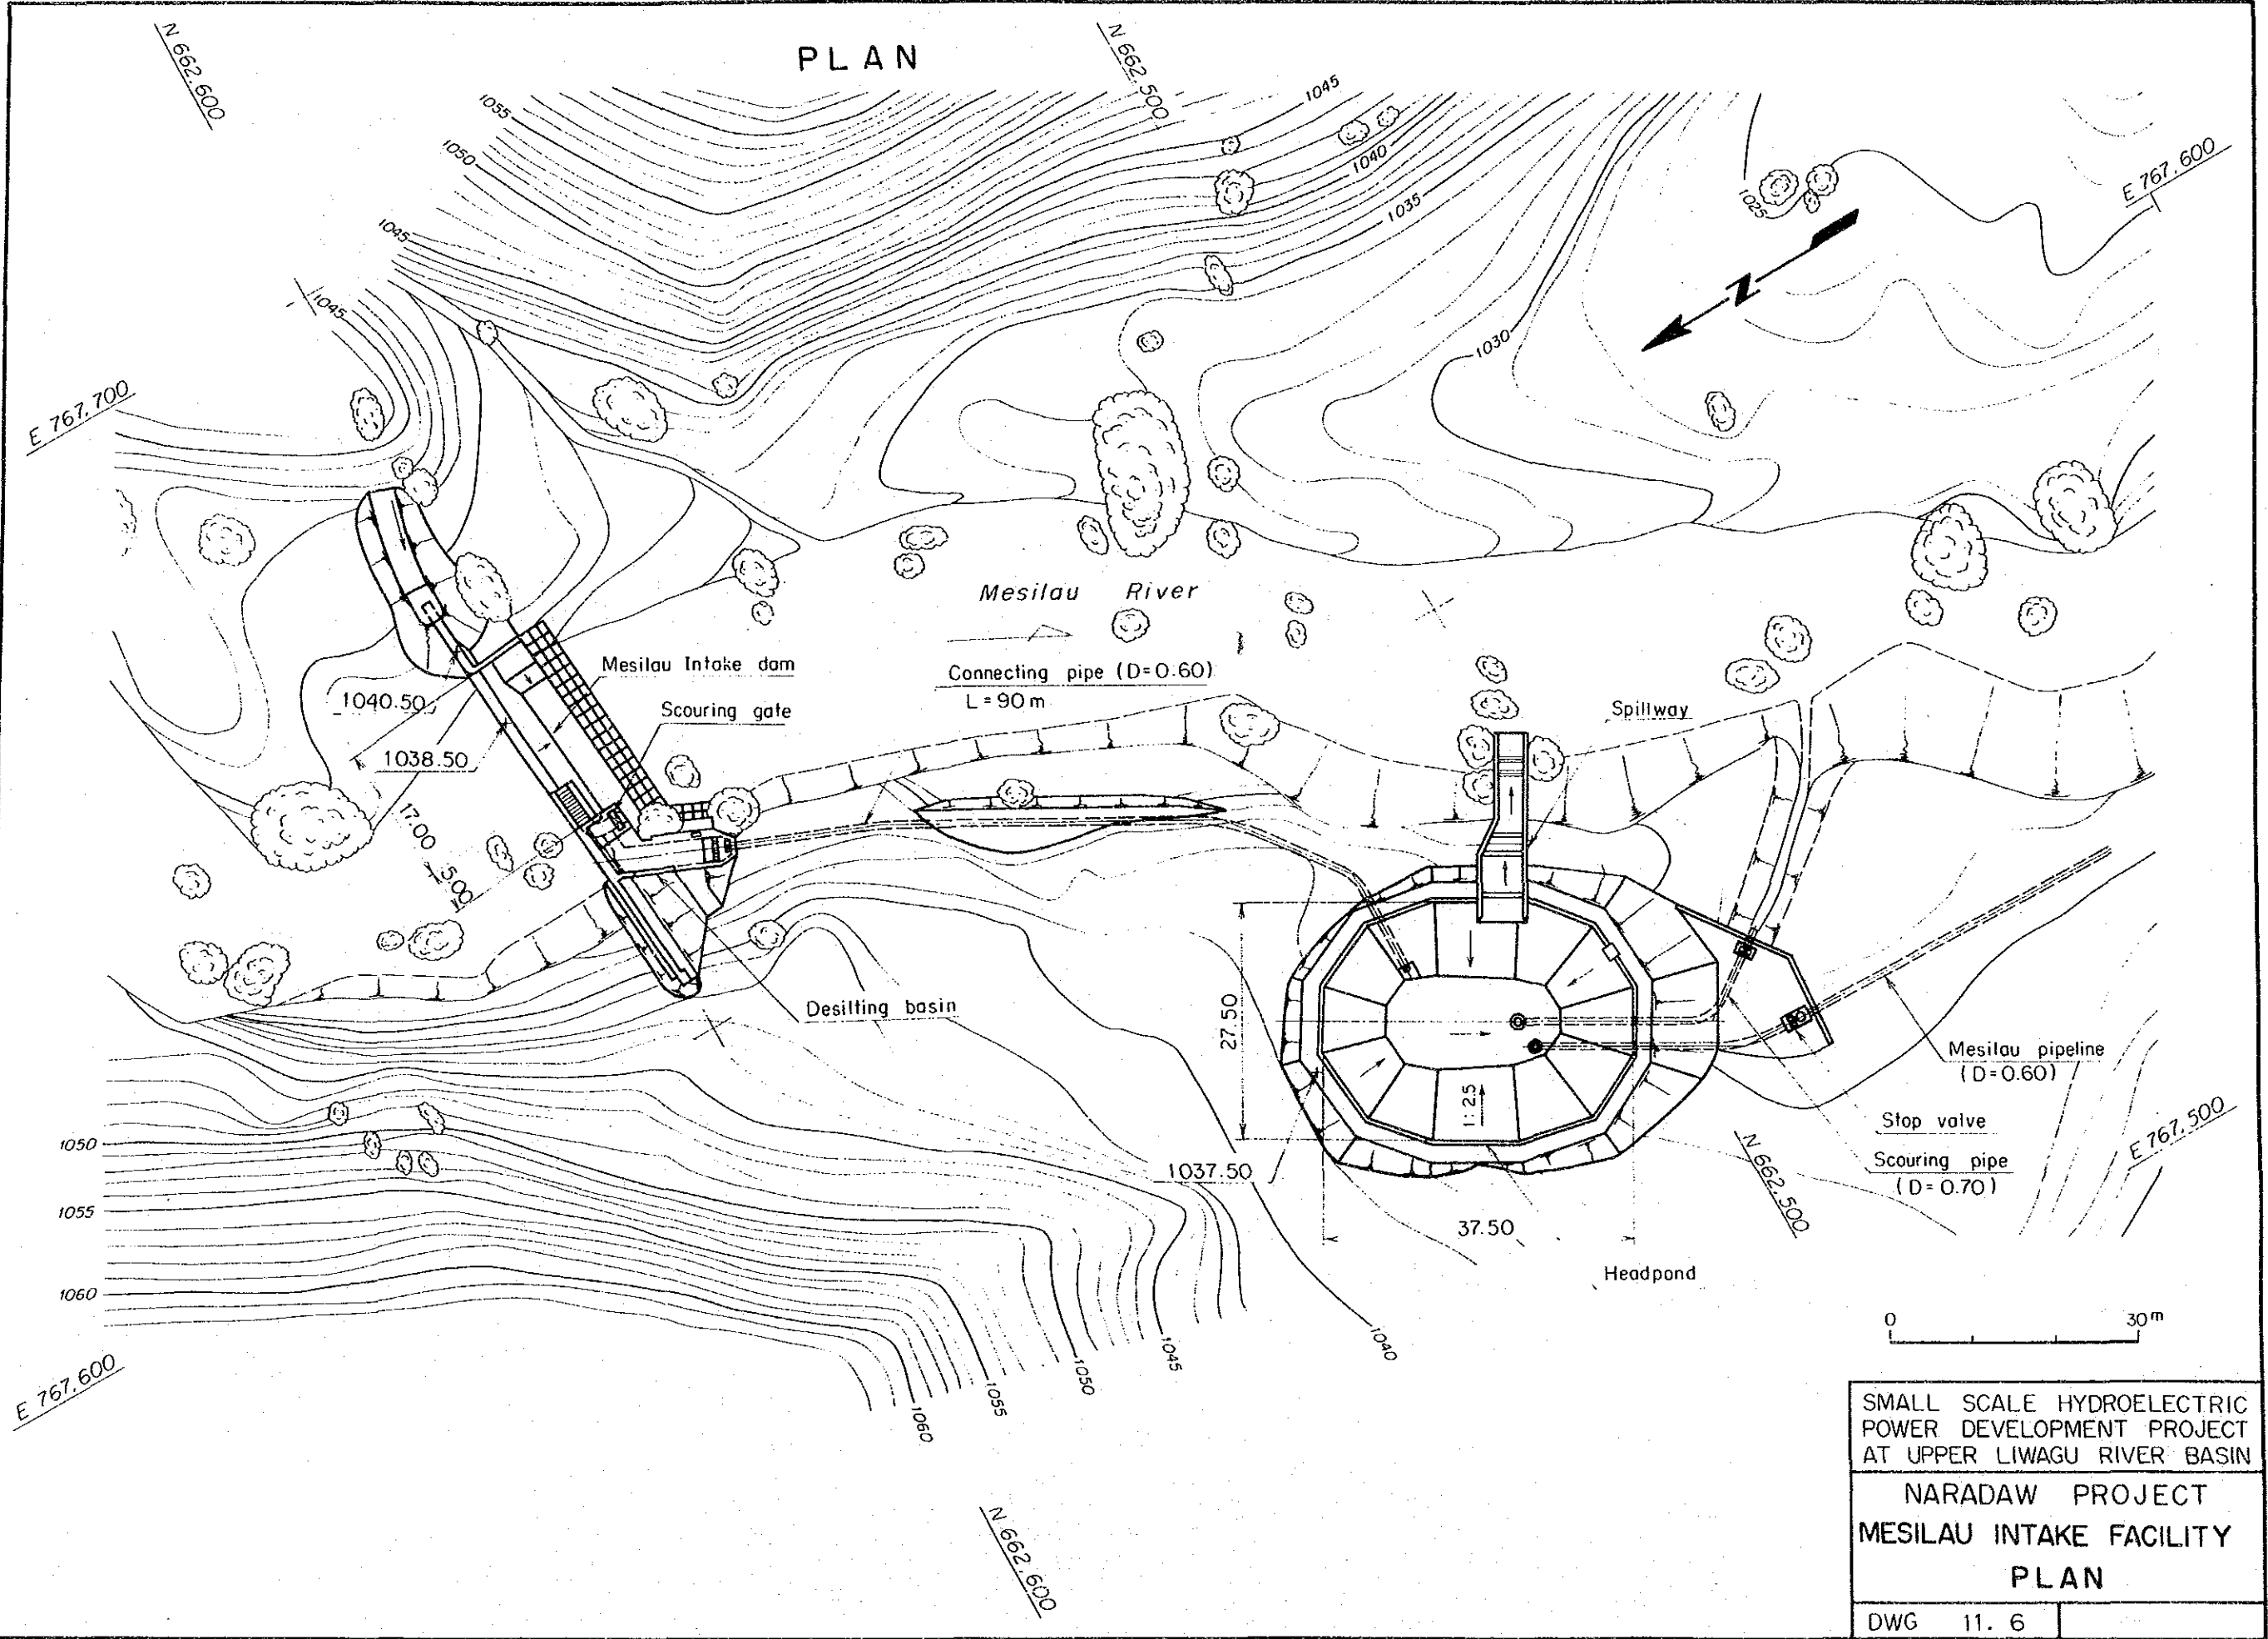 PLAN
N 662.600
N 662.500
1045
1055
1050
1040
1035
1025
E 767.600
1045
1045
N
1030
E 767.700
Mesilau River
Mesilau Intake dam
Connecting pipe (D=0.60)
L = 90 m
1040.50
Scouring gate
Spillway
1038.50
17.00
5.00
Desilting basin
27.50
1:2.5
Mesilau pipeline
(D=0.60)
Stop valve
E 767.500
1050
1037.50
N 662.500
Scouring pipe
(D=0.70)
1055
37.50
Headpond
1060
0 30m
1040
1045
1050
1055
1060
E 767.600
N 662.600
SMALL SCALE HYDROELECTRIC
POWER DEVELOPMENT PROJECT
AT UPPER LIWAGU RIVER BASIN
NARADAW PROJECT
MESILAU INTAKE FACILITY
PLAN
DWG 11. 6